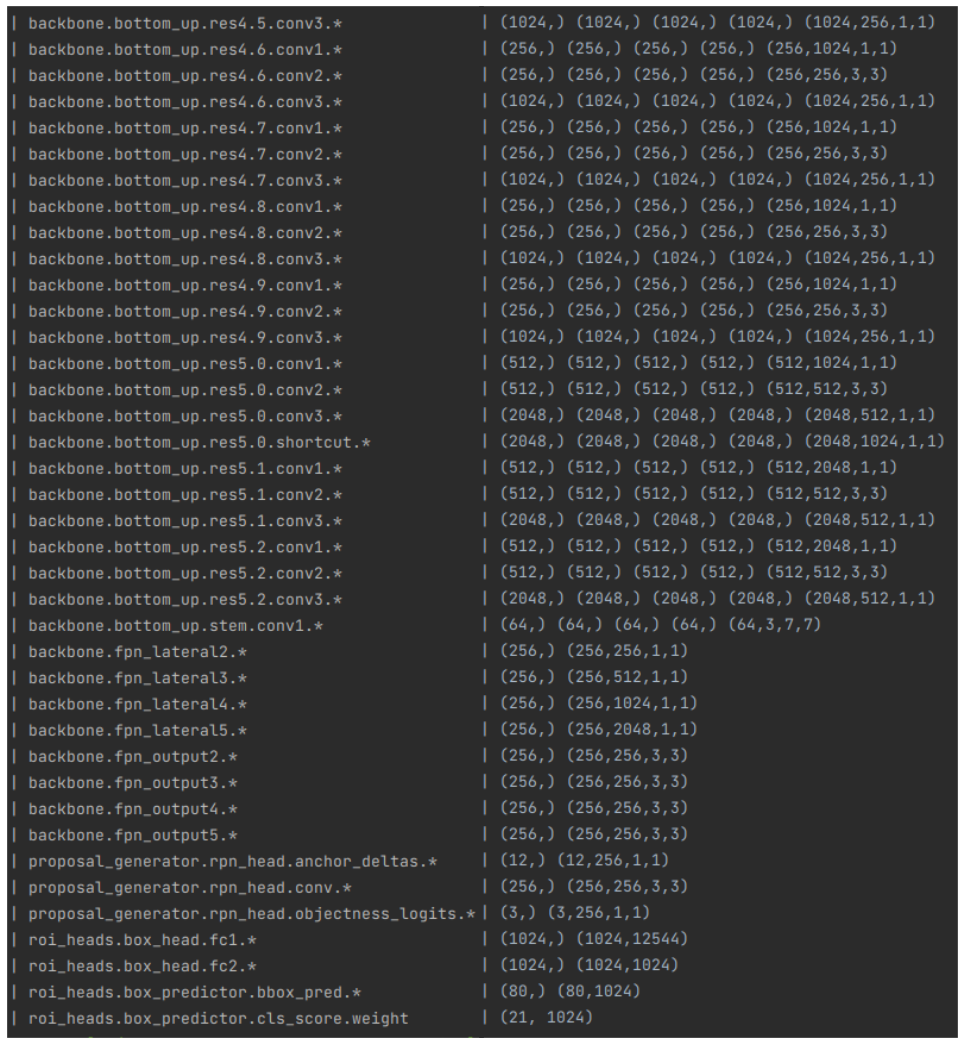 | backbone.bottom_up.res4.5.conv3.* | (1024,) (1024,) (1024,) (1024,) (1024,256,1,1)
| backbone.bottom_up.res4.6.conv1.* | (256,) (256,) (256,) (256,) (256,1024,1,1)
| backbone.bottom_up.res4.6.conv2.* | (256,) (256,) (256,) (256,) (256,256,3,3)
| backbone.bottom_up.res4.6.conv3.* | (1024,) (1024,) (1024,) (1024,) (1024,256,1,1)
| backbone.bottom_up.res4.7.conv1.* | (256,) (256,) (256,) (256,) (256,1024,1,1)
| backbone.bottom_up.res4.7.conv2.* | (256,) (256,) (256,) (256,) (256,256,3,3)
| backbone.bottom_up.res4.7.conv3.* | (1024,) (1024,) (1024,) (1024,) (1024,256,1,1)
| backbone.bottom_up.res4.8.conv1.* | (256,) (256,) (256,) (256,) (256,1024,1,1)
| backbone.bottom_up.res4.8.conv2.* | (256,) (256,) (256,) (256,) (256,256,3,3)
| backbone.bottom_up.res4.8.conv3.* | (1024,) (1024,) (1024,) (1024,) (1024,256,1,1)
| backbone.bottom_up.res4.9.conv1.* | (256,) (256,) (256,) (256,) (256,1024,1,1)
| backbone.bottom_up.res4.9.conv2.* | (256,) (256,) (256,) (256,) (256,256,3,3)
| backbone.bottom_up.res4.9.conv3.* | (1024,) (1024,) (1024,) (1024,) (1024,256,1,1)
| backbone.bottom_up.res5.0.conv1.* | (512,) (512,) (512,) (512,) (512,1024,1,1)
| backbone.bottom_up.res5.0.conv2.* | (512,) (512,) (512,) (512,) (512,512,3,3)
| backbone.bottom_up.res5.0.conv3.* | (2048,) (2048,) (2048,) (2048,) (2048,512,1,1)
| backbone.bottom_up.res5.0.shortcut.* | (2048,) (2048,) (2048,) (2048,) (2048,1024,1,1)
| backbone.bottom_up.res5.1.conv1.* | (512,) (512,) (512,) (512,) (512,2048,1,1)
| backbone.bottom_up.res5.1.conv2.* | (512,) (512,) (512,) (512,) (512,512,3,3)
| backbone.bottom_up.res5.1.conv3.* | (2048,) (2048,) (2048,) (2048,) (2048,512,1,1)
| backbone.bottom_up.res5.2.conv1.* | (512,) (512,) (512,) (512,) (512,2048,1,1)
| backbone.bottom_up.res5.2.conv2.* | (512,) (512,) (512,) (512,) (512,512,3,3)
| backbone.bottom_up.res5.2.conv3.* | (2048,) (2048,) (2048,) (2048,) (2048,512,1,1)
| backbone.bottom_up.stem.conv1.* | (64,) (64,) (64,) (64,) (64,3,7,7)
| backbone.fpn_lateral2.* | (256,) (256,256,1,1)
| backbone.fpn_lateral3.* | (256,) (256,512,1,1)
| backbone.fpn_lateral4.* | (256,) (256,1024,1,1)
| backbone.fpn_lateral5.* | (256,) (256,2048,1,1)
| backbone.fpn_output2.* | (256,) (256,256,3,3)
| backbone.fpn_output3.* | (256,) (256,256,3,3)
| backbone.fpn_output4.* | (256,) (256,256,3,3)
| backbone.fpn_output5.* | (256,) (256,256,3,3)
| proposal_generator.rpn_head.anchor_deltas.* | (12,) (12,256,1,1)
| proposal_generator.rpn_head.conv.* | (256,) (256,256,3,3)
| proposal_generator.rpn_head.objectness_logits.* | (3,) (3,256,1,1)
| roi_heads.box_head.fc1.* | (1024,) (1024,12544)
| roi_heads.box_head.fc2.* | (1024,) (1024,1024)
| roi_heads.box_predictor.bbox_pred.* | (80,) (80,1024)
| roi_heads.box_predictor.cls_score.weight | (21, 1024)